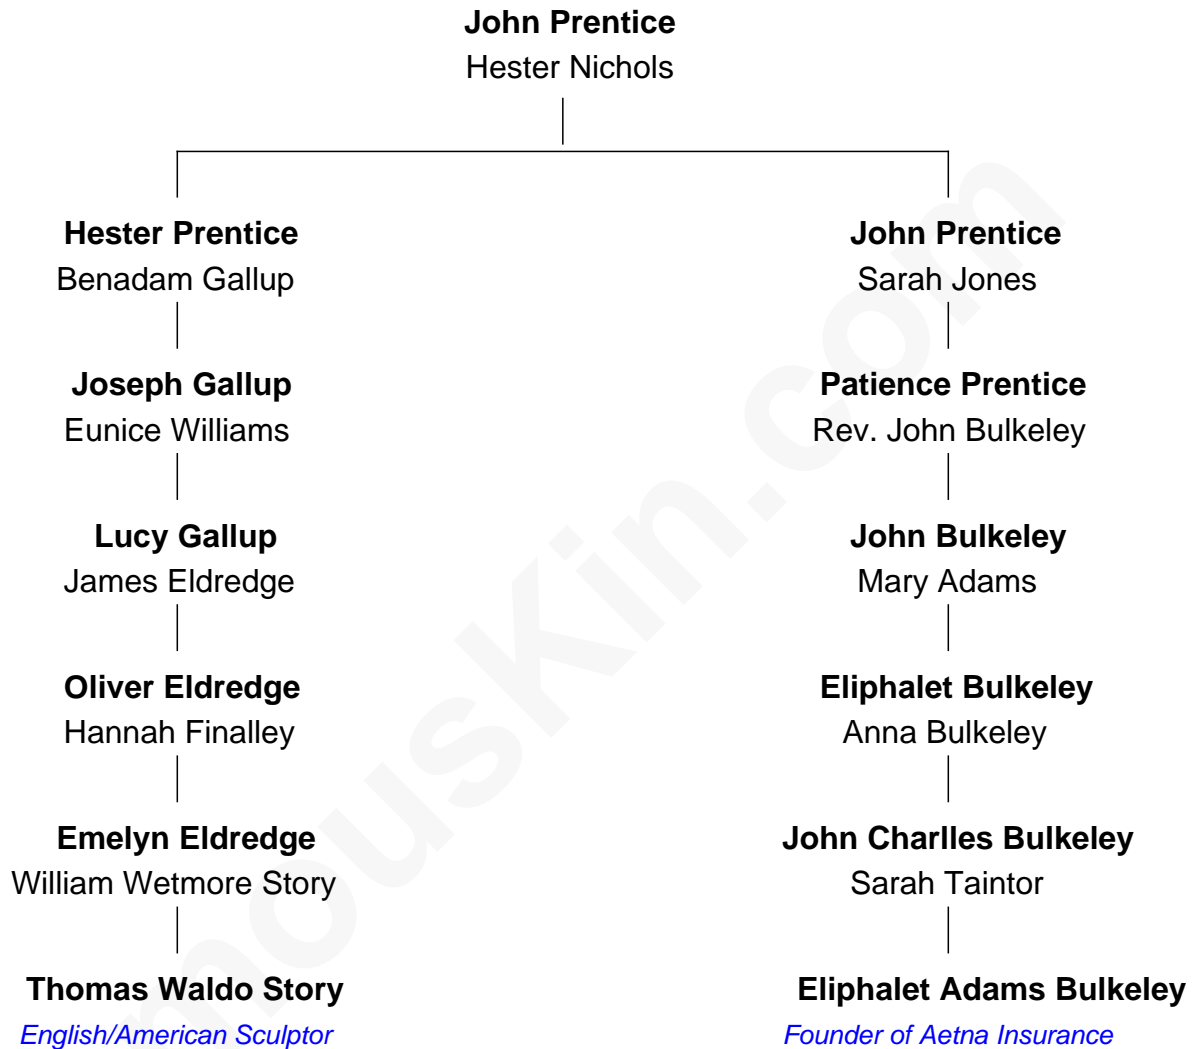 John Prentice
Hester Nichols
Hester Prentice
Benadam Gallup
John Prentice
Sarah Jones
Joseph Gallup
Eunice Williams
Patience Prentice
Rev. John Bulkeley
Lucy Gallup
James Eldredge
John Bulkeley
Mary Adams
Oliver Eldredge
Hannah Finalley
Eliphalet Bulkeley
Anna Bulkeley
Emelyn Eldredge
William Wetmore Story
John Charlles Bulkeley
Sarah Taintor
Thomas Waldo Story
English/American Sculptor
Eliphalet Adams Bulkeley
Founder of Aetna Insurance
mouskin.com